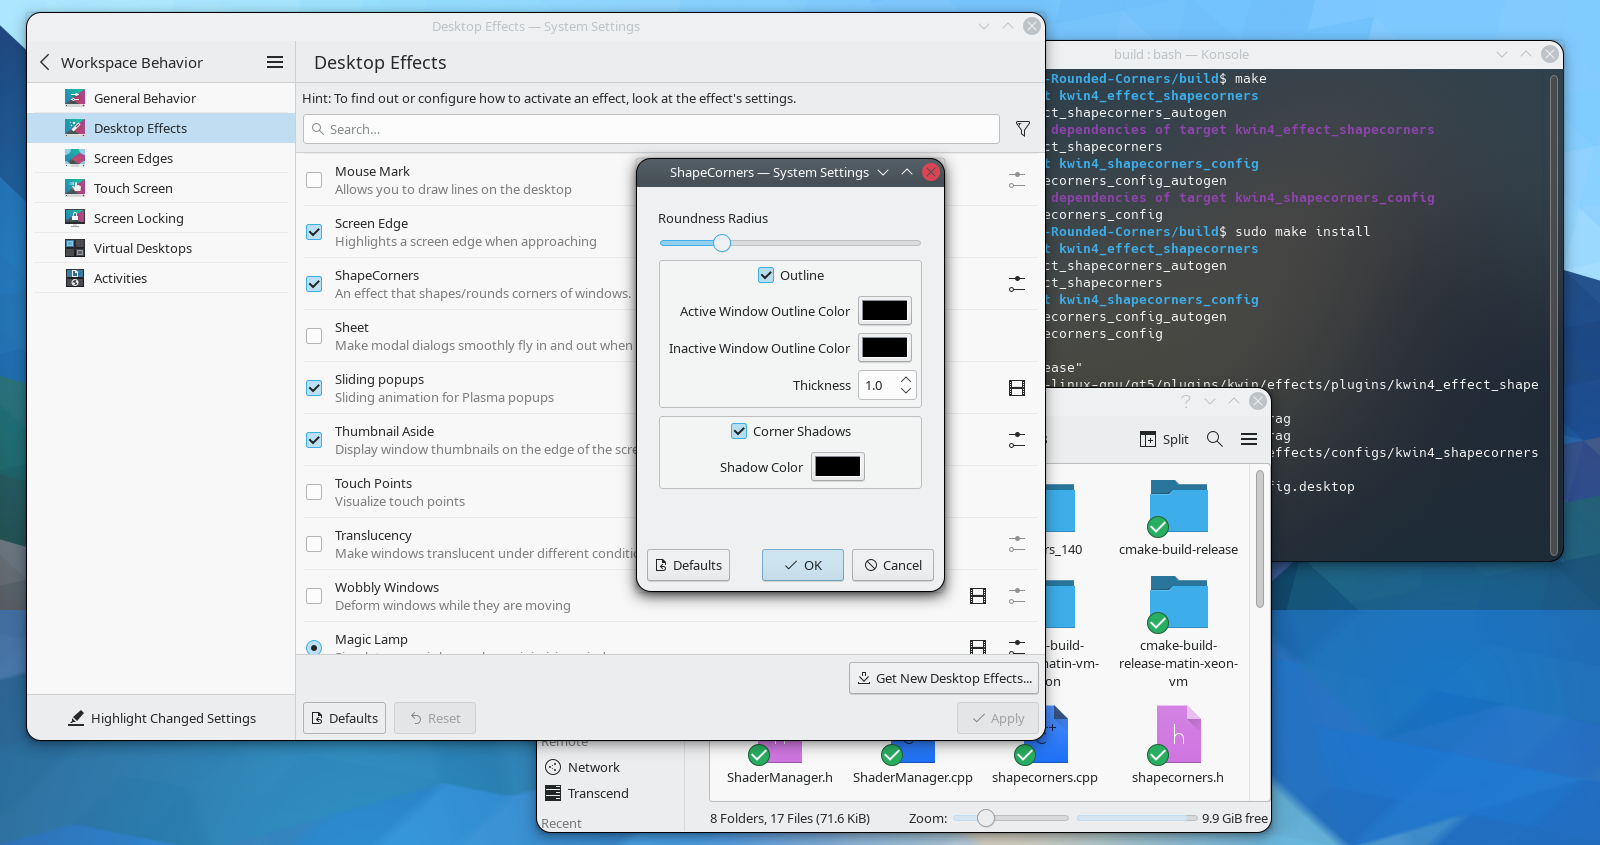 Desktop Effects — System Settings
Workspace Behavior
General Behavior
Desktop Effects
Screen Edges
Touch Screen
Screen Locking
Virtual Desktops
Activities
Highlight Changed Settings
Desktop Effects
Hint: To find out or configure how to activate an effect, look at the effect's settings.
Search...
Mouse Mark
Allows you to draw lines on the desktop
Screen Edge
Highlights a screen edge when approaching
ShapeCorners
An effect that shapes/rounds corners of windows.
Sheet
Make modal dialogs smoothly fly in and out when
Sliding popups
Sliding animation for Plasma popups
Thumbnail Aside
Display window thumbnails on the edge of the scre
Touch Points
Visualize touch points
Translucency
Make windows translucent under different conditio
Wobbly Windows
Deform windows while they are moving
Magic Lamp
Get New Desktop Effects...
Defaults
Reset
Apply
ShapeCorners — System Settings
Roundness Radius
Outline
Active Window Outline Color
Inactive Window Outline Color
Thickness 1.0
Corner Shadows
Shadow Color
Defaults
OK
Cancel
build : bash — Konsole
-Rounded-Corners/build$ make
t kwin4_effect_shapecorners
ct_shapecorners_autogen
dependencies of target kwin4_effect_shapecorners
ct_shapecorners
t kwin4_shapecorners_config
ecorners_config_autogen
dependencies of target kwin4_shapecorners_config
ecorners_config
-Rounded-Corners/build$ sudo make install
t kwin4_effect_shapecorners
ct_shapecorners_autogen
ct_shapecorners
t kwin4_shapecorners_config
ecorners_config_autogen
ecorners_config
ease"
-linux-gnu/qt5/plugins/kwin/effects/plugins/kwin4_effect_shape
rag
rag
effects/configs/kwin4_shapecorners
fig.desktop
Split
rs_140
cmake-build-release
-build-
matin-vm-
on
cmake-build-
release-matin-xeon-
vm
ShaderManager.h
ShaderManager.cpp
shapecorners.cpp
h
shapecorners.h
Remote
Network
Transcend
Recent
8 Folders, 17 Files (71.6 KiB)
Zoom:
9.9 GiB free